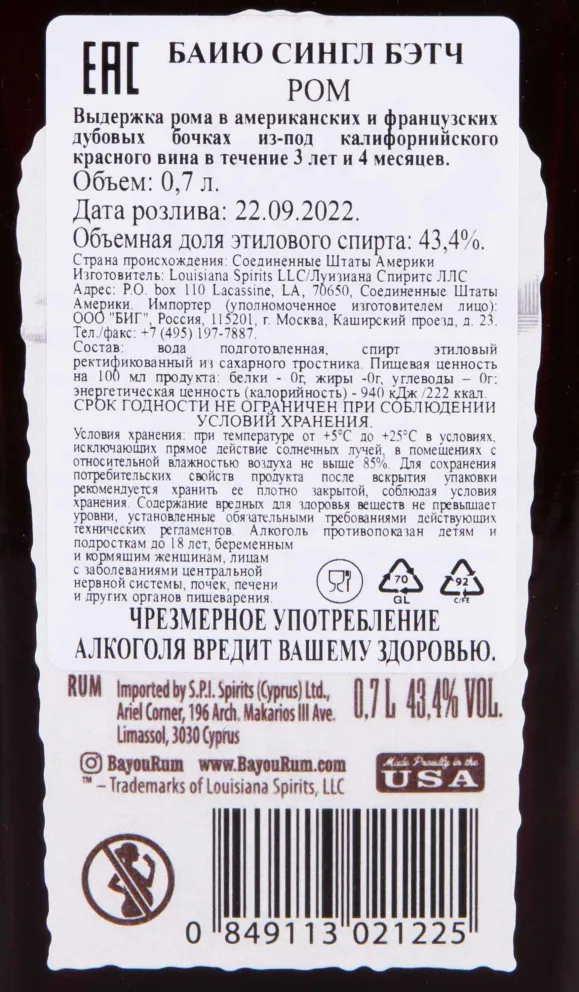 EAC
БАЙЮ СИНГЛ БЭТЧ
РОМ
Выдержка рома в американских и французских
дубовых бочках из-под калифорнийского
красного вина в течение 3 лет и 4 месяцев.
Объем: 0,7 л.
Дата розлива: 22.09.2022.
Объемная доля этилового спирта: 43,4%.
Страна происхождения: Соединенные Штаты Америки
Изготовитель: Louisiana Spirits LLC/Луизиана Спиритс ЛЛС
Адрес: P.O. box 110 Lacassine, LA, 70650, Соединенные Штаты
Америки. Импортер (уполномоченное изготовителем лицо):
ООО "БИГ", Россия, 115201, г. Москва, Каширский проезд, д. 23.
Тел./факс: +7 (495) 197-7887.
Состав: вода подготовленная, спирт этиловый
ректификованный из сахарного тростника. Пищевая ценность
на 100 мл продукта: белки - 0г, жиры -0г, углеводы – 0г;
энергетическая ценность (калорийность) - 940 кДж /222 ккал.
СРОК ГОДНОСТИ НЕ ОГРАНИЧЕН ПРИ СОБЛЮДЕНИИ
УСЛОВИЙ ХРАНЕНИЯ.
Условия хранения: при температуре от +5°С до +25°С в условиях,
исключающих прямое действие солнечных лучей, в помещениях с
относительной влажностью воздуха не выше 85%. Для сохранения
потребительских свойств продукта после вскрытия упаковки
рекомендуется хранить ее плотно закрытой, соблюдая условия
хранения. Содержание вредных для здоровья веществ не превышает
уровни, установленные обязательными требованиями действующих
технических регламентов. Алкоголь противопоказан детям и
подросткам до 18 лет, беременным
и кормящим женщинам, лицам
с заболеваниями центральной
нервной системы, почек, печени
и других органов пищеварения.
70
GL
92
C/FE
ЧРЕЗМЕРНОЕ УПОТРЕБЛЕНИЕ
АЛКОГОЛЯ ВРЕДИТ ВАШЕМУ ЗДОРОВЬЮ.
RUM Imported by S.P.I. Spirits (Cyprus) Ltd.,
Ariel Corner, 196 Arch. Makarios III Ave.
Limassol, 3030 Cyprus
0,7 L 43,4% VOL.
BayouRum www.BayouRum.com
™ – Trademarks of Louisiana Spirits, LLC
Made Proudly in the
USA
0 849113 021225